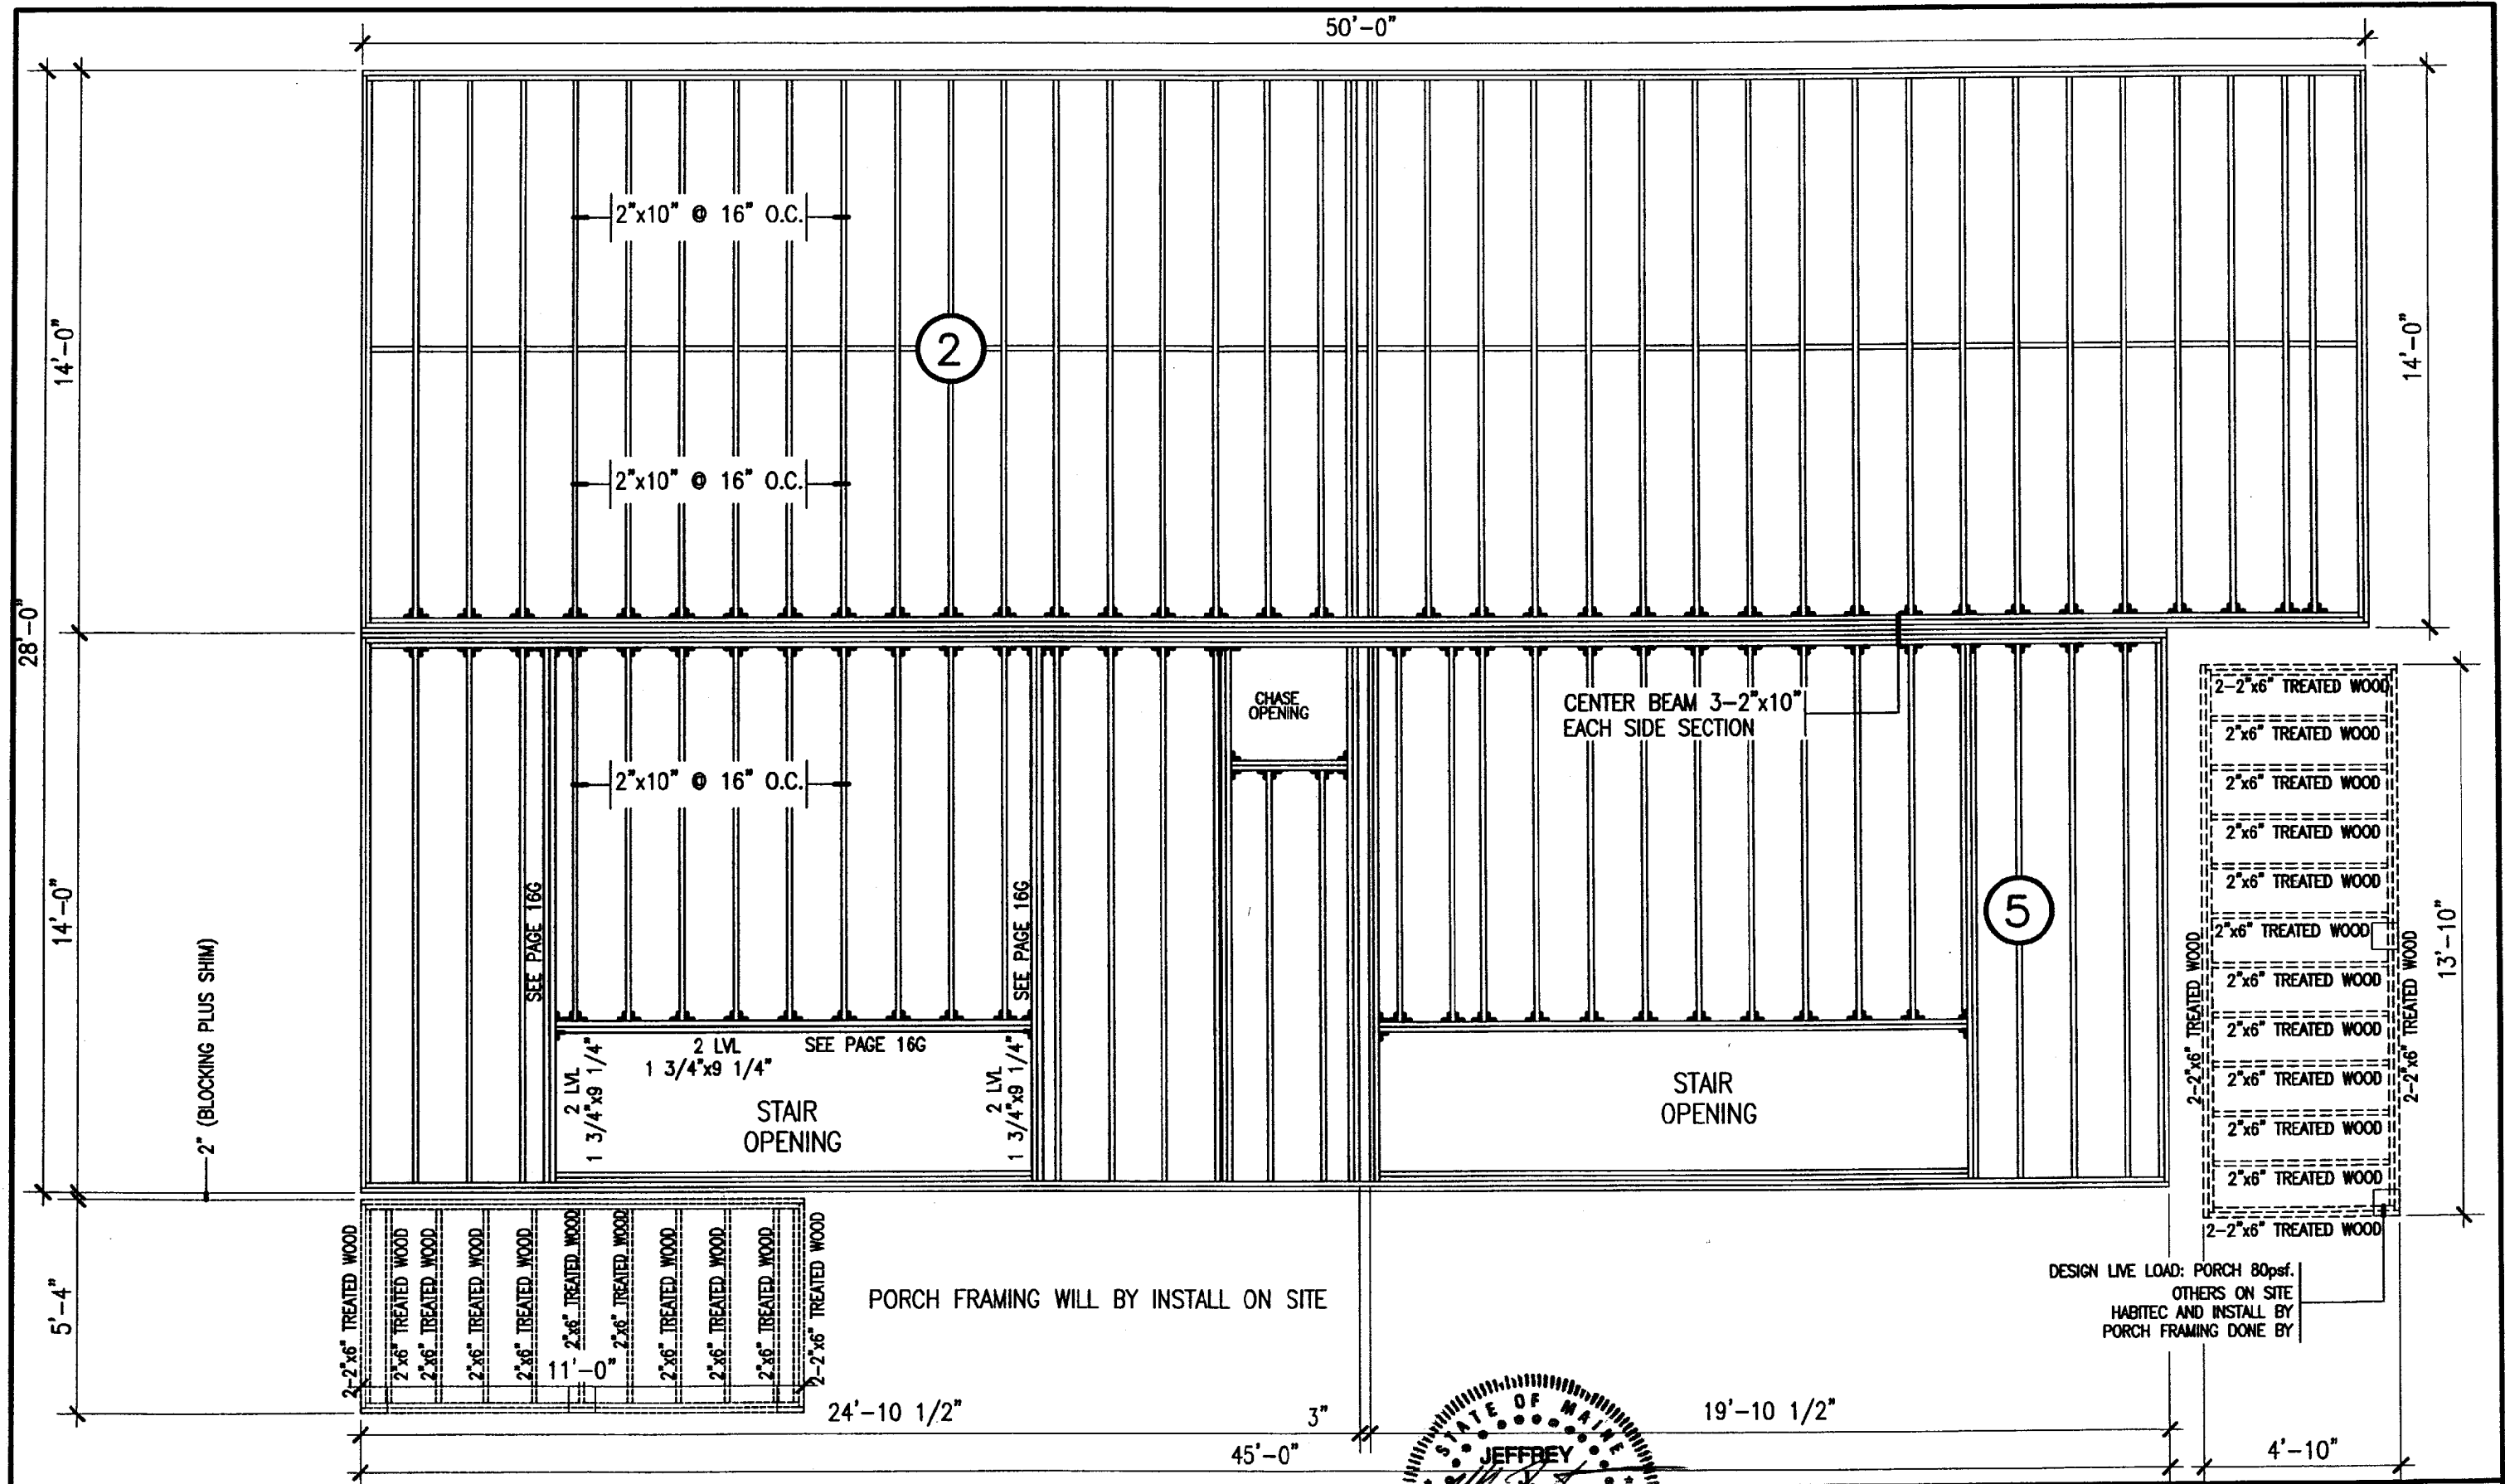 50'-0"
2"x10" @ 16" O.C.
14'-0"
14'-0"
2
2"x10" @ 16" O.C.
28'-0"
CHASE
OPENING
CENTER BEAM 3-2"x10"
EACH SIDE SECTION
2"x10" @ 16" O.C.
14'-0"
SEE PAGE 16G
SEE PAGE 16G
5
2" (BLOCKING PLUS SHIM)
2 LVL
1 3/4"x9 1/4"
SEE PAGE 16G
2 LVL
1 3/4"x9 1/4"
2 LVL
1 3/4"x9 1/4"
STAIR
OPENING
STAIR
OPENING
2-2"x6" TREATED WOOD
2"x6" TREATED WOOD
2"x6" TREATED WOOD
2"x6" TREATED WOOD
2"x6" TREATED WOOD
2"x6" TREATED WOOD
2"x6" TREATED WOOD
2"x6" TREATED WOOD
2"x6" TREATED WOOD
2"x6" TREATED WOOD
2"x6" TREATED WOOD
2-2"x6" TREATED WOOD
2-2"x6" TREATED WOOD
2-2"x6" TREATED WOOD
13'-10"
5'-4"
2-2"x6" TREATED WOOD
2"x6" TREATED WOOD
2"x6" TREATED WOOD
2"x6" TREATED WOOD
2"x6" TREATED WOOD
2"x6" TREATED WOOD
2"x6" TREATED WOOD
2"x6" TREATED WOOD
2"x6" TREATED WOOD
2"x6" TREATED WOOD
2-2"x6" TREATED WOOD
11'-0"
PORCH FRAMING WILL BY INSTALL ON SITE
DESIGN LIVE LOAD: PORCH 80psf.
OTHERS ON SITE
HABITEC AND INSTALL BY
PORCH FRAMING DONE BY
24'-10 1/2"
3"
19'-10 1/2"
45'-0"
4'-10"
STATE OF MAINE
JEFFREY